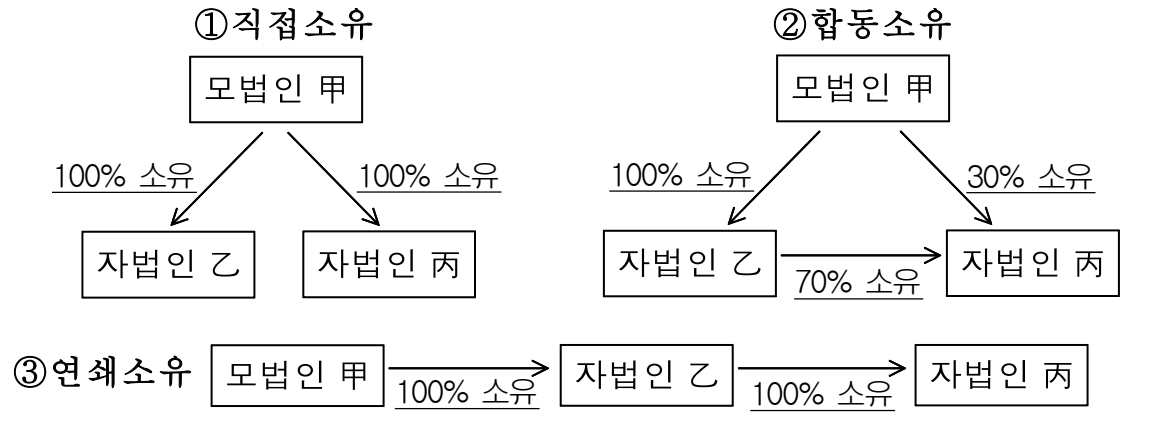 ①직접소유
②합동소유
모법인 甲
모법인 甲
100% 소유
100% 소유
100% 소유
30% 소유
자법인 乙
자법인 丙
자법인 乙
자법인 丙
70% 소유
③연쇄소유
모법인 甲
100% 소유
자법인 乙
100% 소유
자법인 丙